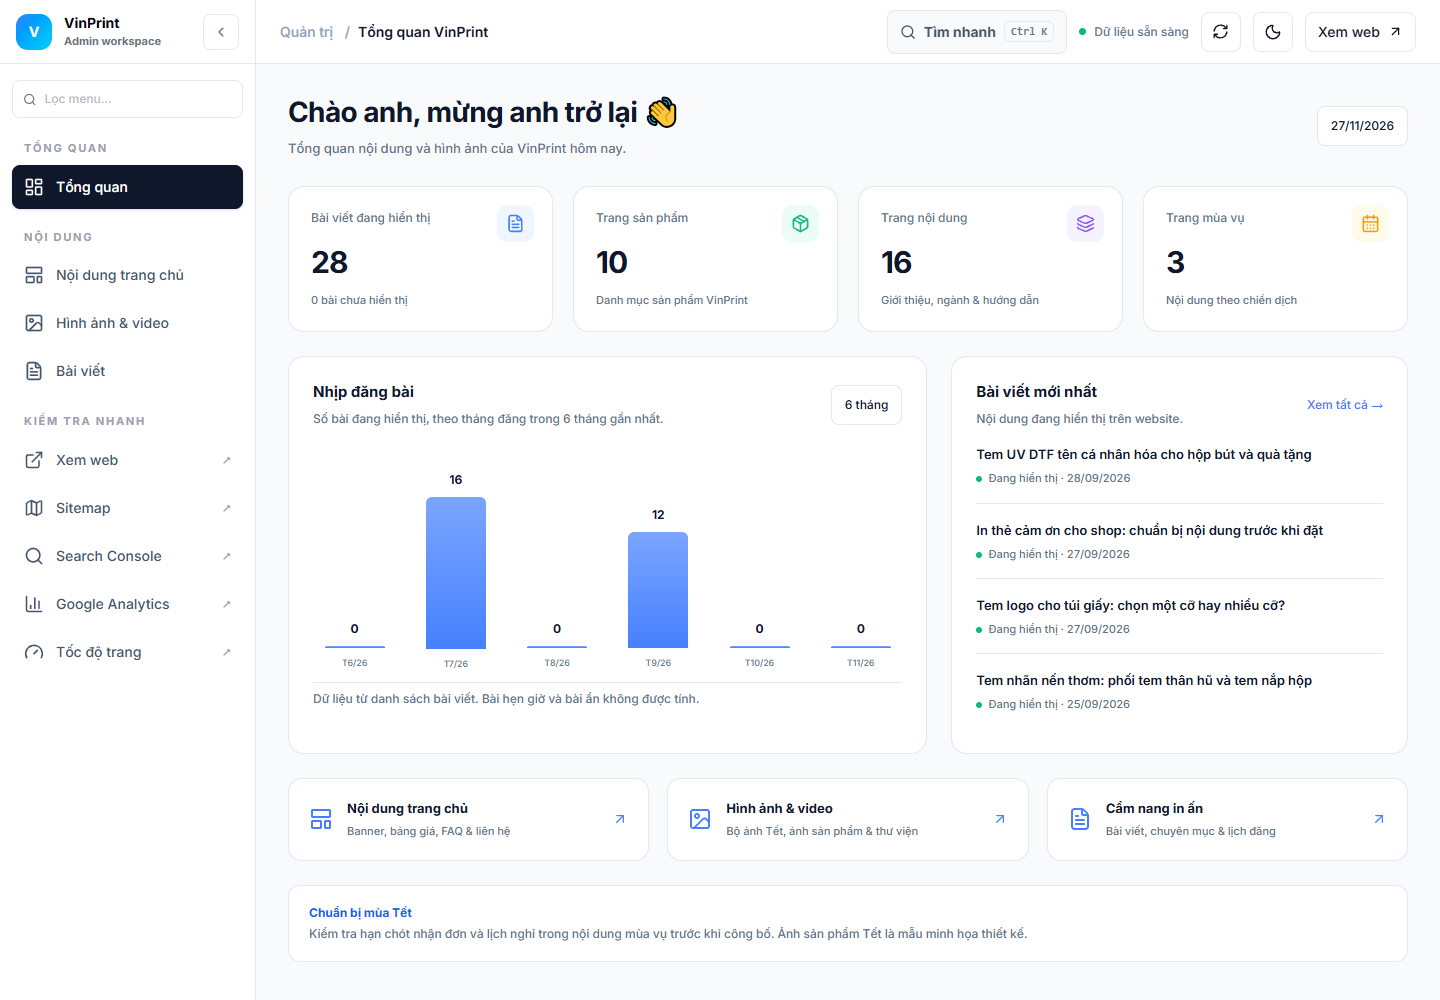 V
VinPrint
Admin workspace
Lọc menu...
TỔNG QUAN
Tổng quan
NỘI DUNG
Nội dung trang chủ
Hình ảnh & video
Bài viết
KIỂM TRA NHANH
Xem web ↗
Sitemap ↗
Search Console ↗
Google Analytics ↗
Tốc độ trang ↗
Quản trị / Tổng quan VinPrint
Tìm nhanh Ctrl K
Dữ liệu sẵn sàng
Xem web
Chào anh, mừng anh trở lại 👋
Tổng quan nội dung và hình ảnh của VinPrint hôm nay.
27/11/2026
Bài viết đang hiển thị
28
0 bài chưa hiển thị
Trang sản phẩm
10
Danh mục sản phẩm VinPrint
Trang nội dung
16
Giới thiệu, ngành & hướng dẫn
Trang mùa vụ
3
Nội dung theo chiến dịch
Nhịp đăng bài
Số bài đang hiển thị, theo tháng đăng trong 6 tháng gần nhất.
6 tháng
0
16
0
12
0
0
T6/26
T7/26
T8/26
T9/26
T10/26
T11/26
Dữ liệu từ danh sách bài viết. Bài hẹn giờ và bài ẩn không được tính.
Bài viết mới nhất
Nội dung đang hiển thị trên website.
Xem tất cả →
Tem UV DTF tên cá nhân hóa cho hộp bút và quà tặng
Đang hiển thị · 28/09/2026
In thẻ cảm ơn cho shop: chuẩn bị nội dung trước khi đặt
Đang hiển thị · 27/09/2026
Tem logo cho túi giấy: chọn một cỡ hay nhiều cỡ?
Đang hiển thị · 27/09/2026
Tem nhãn nến thơm: phối tem thân hũ và tem nắp hộp
Đang hiển thị · 25/09/2026
Nội dung trang chủ
Banner, bảng giá, FAQ & liên hệ
Hình ảnh & video
Bộ ảnh Tết, ảnh sản phẩm & thư viện
Cẩm nang in ấn
Bài viết, chuyên mục & lịch đăng
Chuẩn bị mùa Tết
Kiểm tra hạn chót nhận đơn và lịch nghỉ trong nội dung mùa vụ trước khi công bố. Ảnh sản phẩm Tết là mẫu minh họa thiết kế.